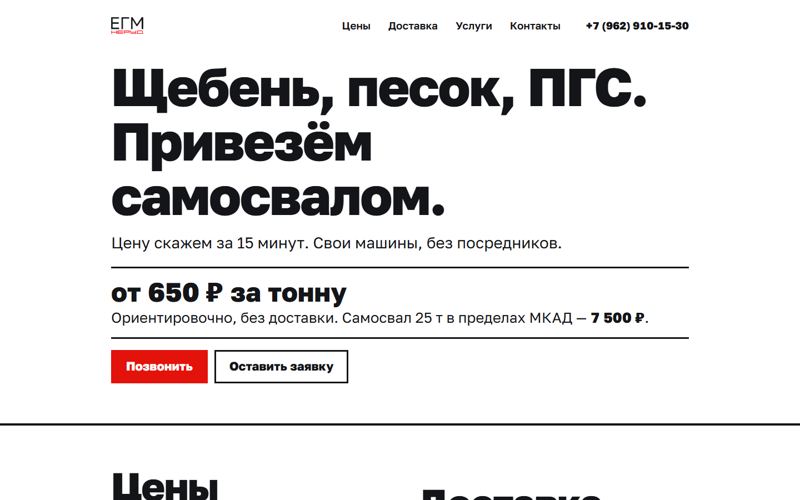 ЕГМ
НЕРУД
Цены Доставка Услуги Контакты +7 (962) 910-15-30
Щебень, песок, ПГС.
Привезём
самосвалом.
Цену скажем за 15 минут. Свои машины, без посредников.
от 650 ₽ за тонну
Ориентировочно, без доставки. Самосвал 25 т в пределах МКАД — 7 500 ₽.
Позвонить Оставить заявку
Цены
Доставка